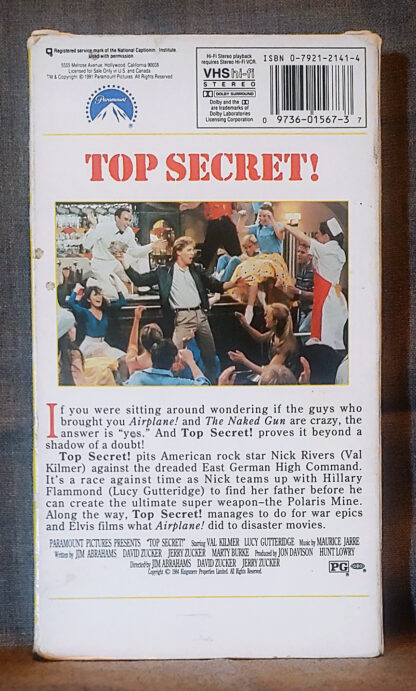 Registered service mark of the National Captionin. Institute.
used with permission.
5555 Melrose Avenue, Hollywood, California 90038
Licensed for Sale Only in U.S. and Canada
TM & Copyright © 1991 Paramount Pictures. All Rights Reserved.
Paramount
Hi-Fi Stereo playback
requires Stereo Hi-Fi VCR.
VHS hi-fi
STEREO
DOLBY SURROUND
Dolby and the
are trademarks of
Dolby Laboratories
Licensing Corporation
ISBN 0-7921-2141-4
0 9736-01567-3 7
TOP SECRET!
If you were sitting around wondering if the guys who
brought you Airplane! and The Naked Gun are crazy, the
answer is "yes." And Top Secret! proves it beyond a
shadow of a doubt!
Top Secret! pits American rock star Nick Rivers (Val
Kilmer) against the dreaded East German High Command.
It's a race against time as Nick teams up with Hillary
Flammond (Lucy Gutteridge) to find her father before he
can create the ultimate super weapon—the Polaris Mine.
Along the way, Top Secret! manages to do for war epics
and Elvis films what Airplane! did to disaster movies.
PARAMOUNT PICTURES PRESENTS "TOP SECRET!" Starring VAL KILMER LUCY GUTTERIDGE Music by MAURICE JARRE
Written by JIM ABRAHAMS DAVID ZUCKER JERRY ZUCKER MARTY BURKE Produced by JON DAVISON HUNT LOWRY
Directed by JIM ABRAHAMS DAVID ZUCKER JERRY ZUCKER
Copyright © 1984 Kingsmere Properties Limited. All Rights Reserved.
PG